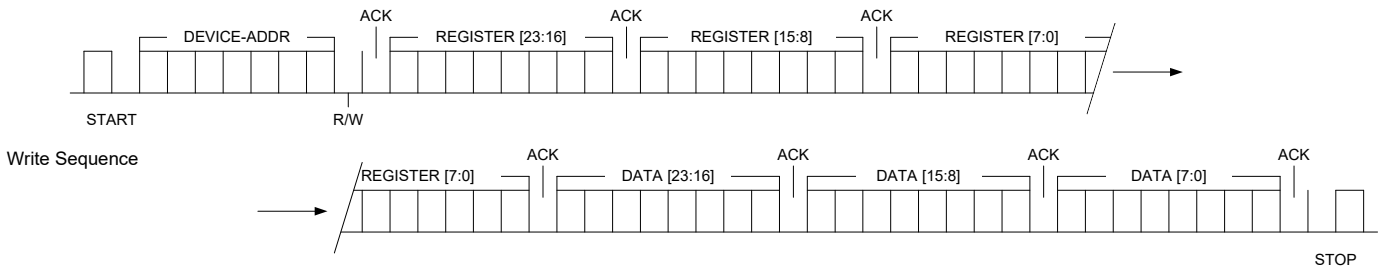 ACK ACK ACK
DEVICE-ADDR REGISTER [23:16] REGISTER [15:8] REGISTER [7:0]
START R/W
Write Sequence
ACK ACK ACK ACK
REGISTER [7:0] DATA [23:16] DATA [15:8] DATA [7:0]
STOP